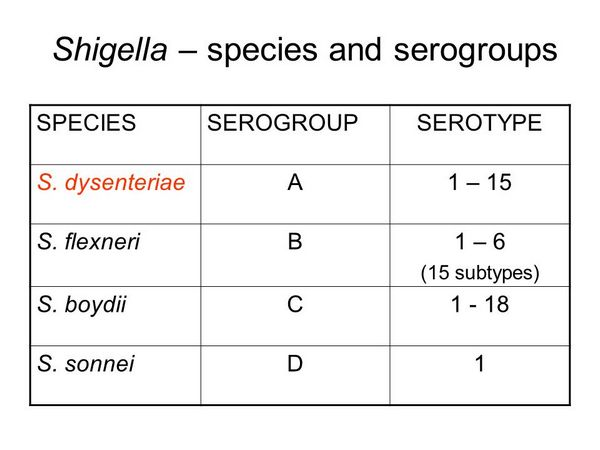 Shigella – species and serogroups
SPECIES SEROGROUP SEROTYPE
S. dysenteriae A 1 – 15
S. flexneri B 1 – 6
(15 subtypes)
S. boydii C 1 - 18
S. sonnei D 1